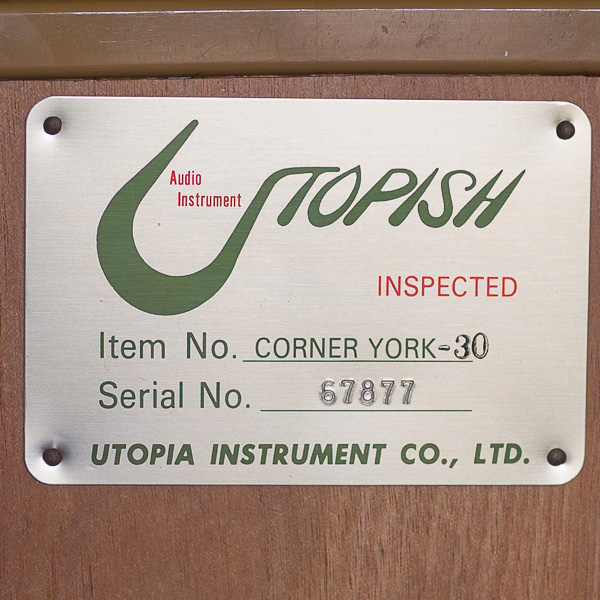 Audio
Instrument
UTOPISH
INSPECTED
Item No. CORNER YORK-30
Serial No. 67877
UTOPIA INSTRUMENT CO., LTD.